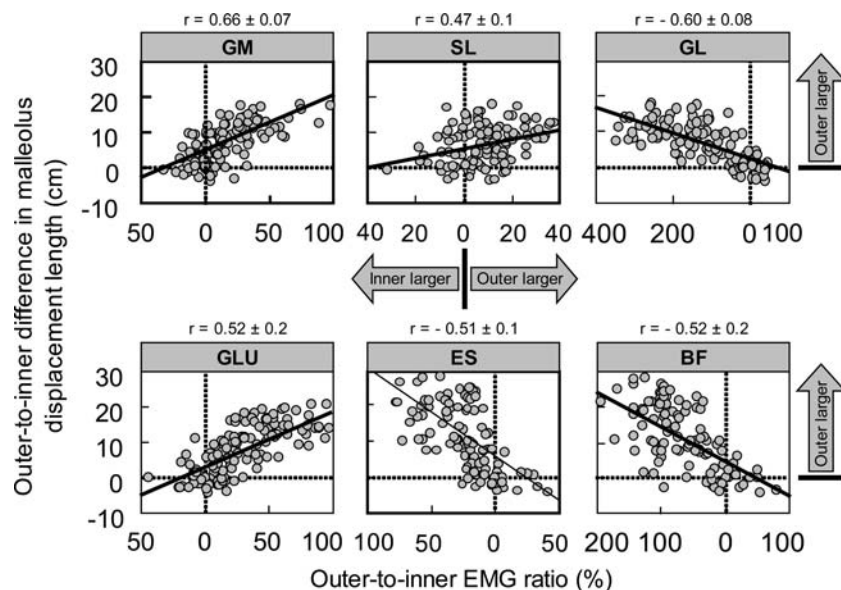 r = 0.66 ± 0.07 r = 0.47 ± 0.1 r = - 0.60 ± 0.08
GM SL GL
30
20
10
0
-10
50 0 50 100 40 20 0 20 40 400 200 0 100
Outer larger
Inner larger Outer larger
r = 0.52 ± 0.2 r = - 0.51 ± 0.1 r = - 0.52 ± 0.2
GLU ES BF
30
20
10
0
-10
50 0 50 100 100 50 0 50 200 100 0 100
Outer larger
Outer-to-inner difference in malleolus
displacement length (cm)
Outer-to-inner EMG ratio (%)